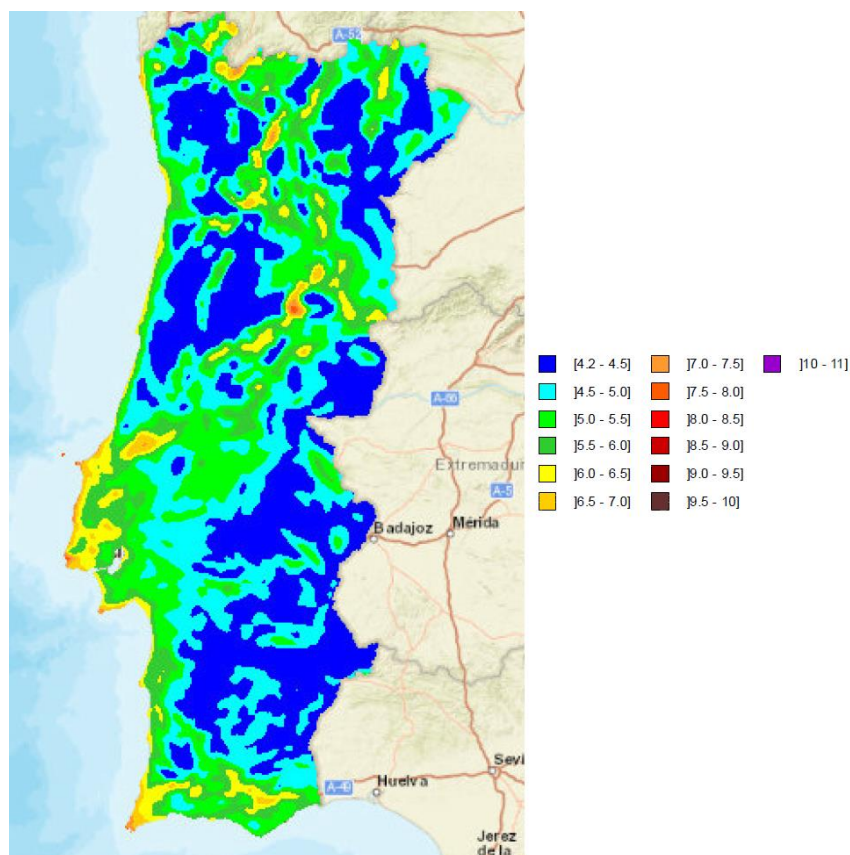 A-52
]4.2 - 4.5]
]7.0 - 7.5]
]10 - 11]
]4.5 - 5.0]
]7.5 - 8.0]
]5.0 - 5.5]
]8.0 - 8.5]
]5.5 - 6.0]
]8.5 - 9.0]
]6.0 - 6.5]
]9.0 - 9.5]
]6.5 - 7.0]
]9.5 - 10]
A-66
Extremadur
A-5
Badajoz
Mérida
Sevi
A-49
Huelva
Jerez
de la